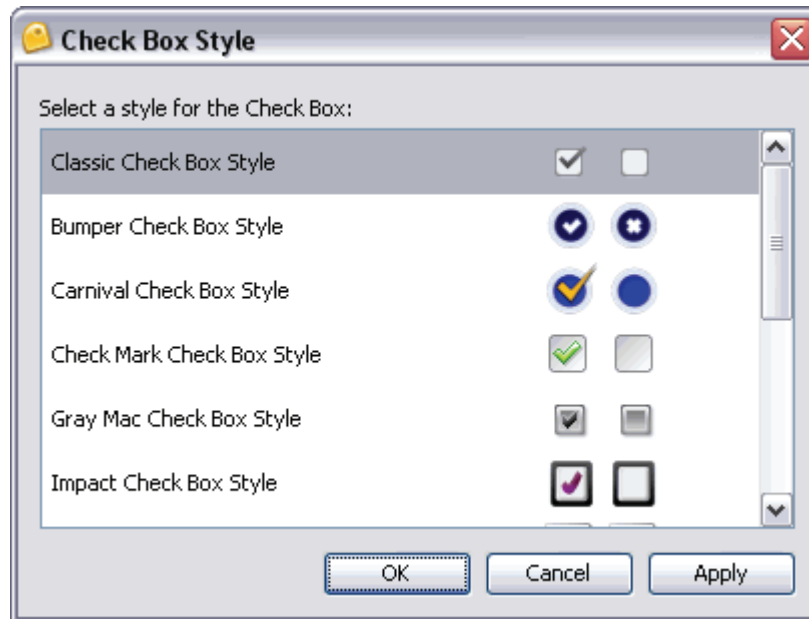 Check Box Style
Select a style for the Check Box:
Classic Check Box Style
Bumper Check Box Style
Carnival Check Box Style
Check Mark Check Box Style
Gray Mac Check Box Style
Impact Check Box Style
OK Cancel Apply